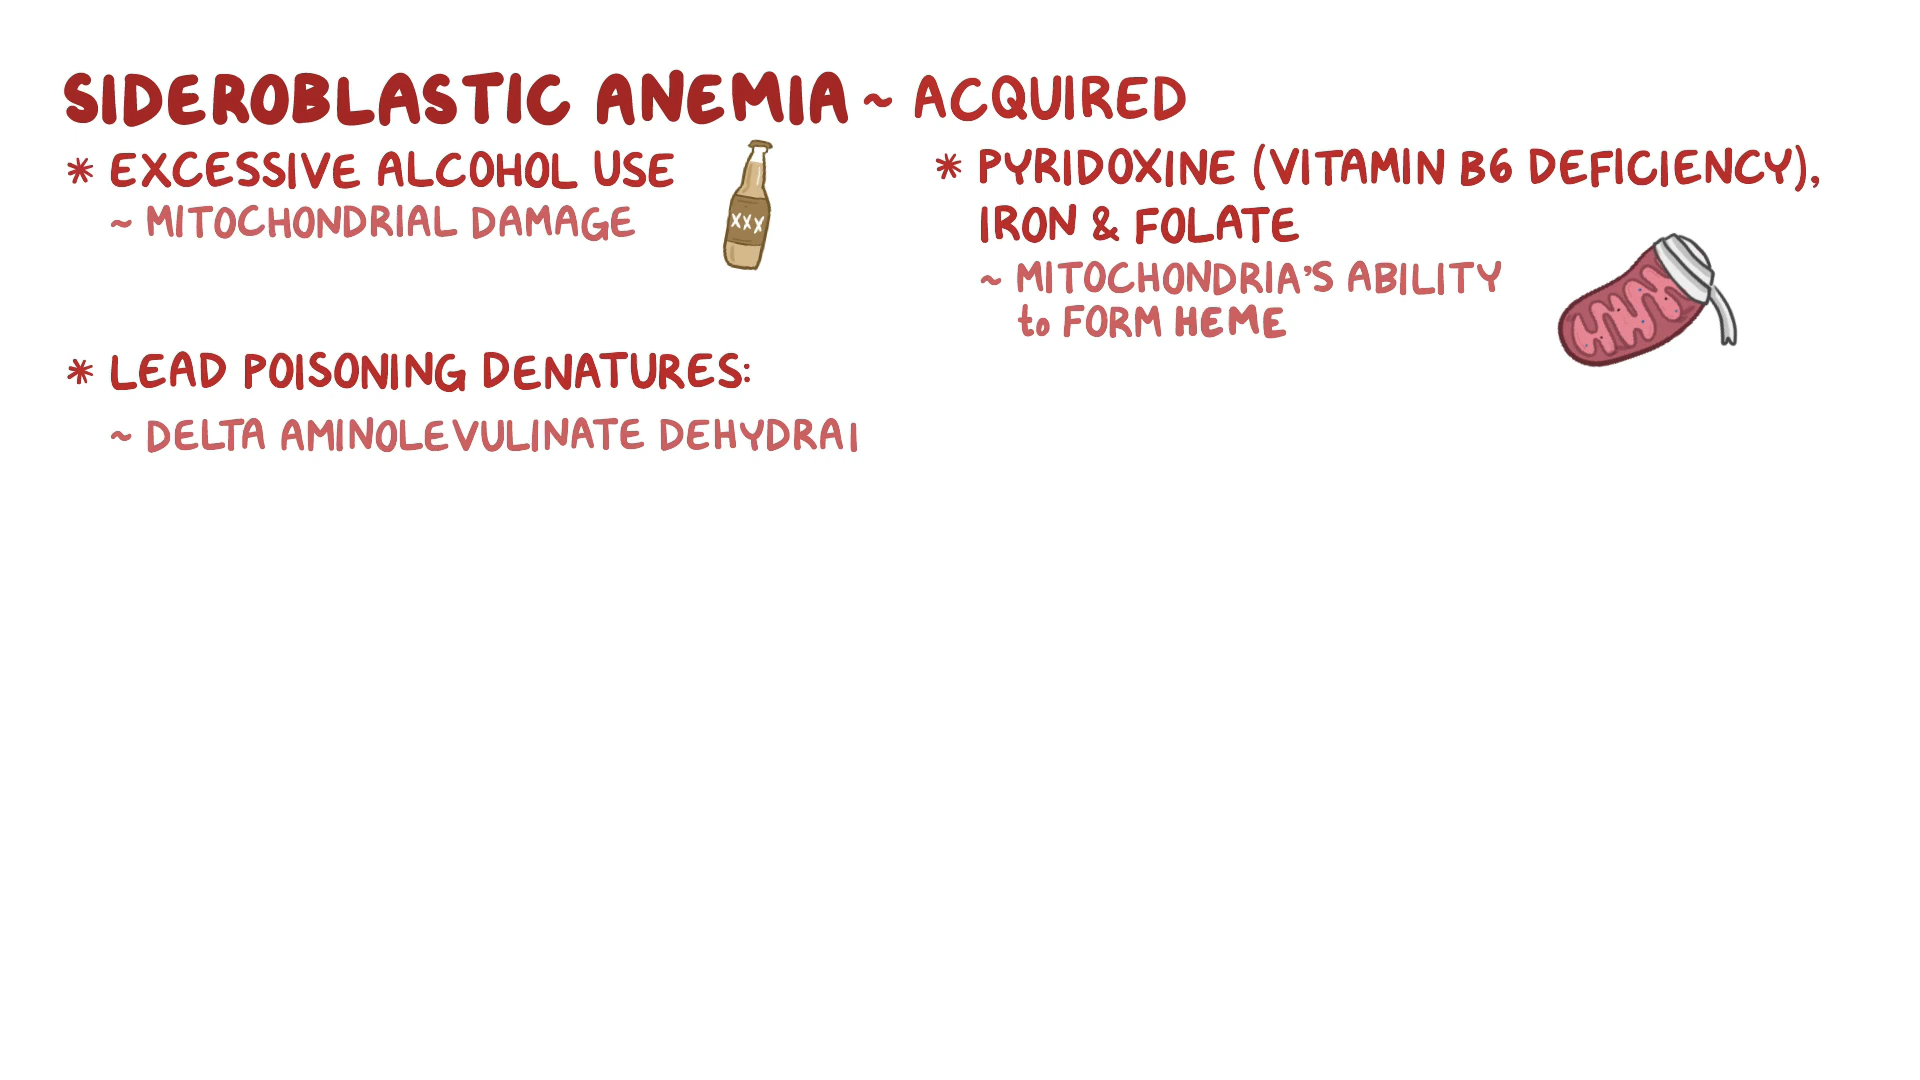 SIDEROBLASTIC ANEMIA ~ ACQUIRED
* EXCESSIVE ALCOHOL USE
~ MITOCHONDRIAL DAMAGE
XXX
* PYRIDOXINE (VITAMIN B6 DEFICIENCY),
IRON & FOLATE
~ MITOCHONDRIA'S ABILITY
to FORM HEME
* LEAD POISONING DENATURES:
~ DELTA AMINOLEVULINATE DEHYDRAI